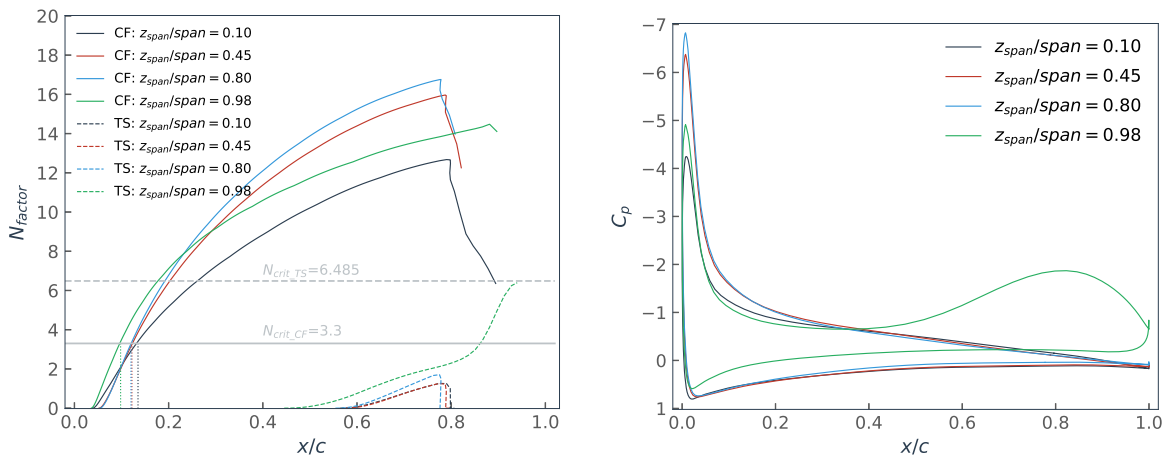 20
18
16
14
12
10
8
6
4
2
0
N_factor
CF: z_span/span = 0.10
CF: z_span/span = 0.45
CF: z_span/span = 0.80
CF: z_span/span = 0.98
TS: z_span/span = 0.10
TS: z_span/span = 0.45
TS: z_span/span = 0.80
TS: z_span/span = 0.98
N_crit_TS=6.485
N_crit_CF=3.3
0.0 0.2 0.4 0.6 0.8 1.0
x/c
−7
−6
−5
−4
−3
−2
−1
0
1
C_p
z_span/span = 0.10
z_span/span = 0.45
z_span/span = 0.80
z_span/span = 0.98
0.0 0.2 0.4 0.6 0.8 1.0
x/c